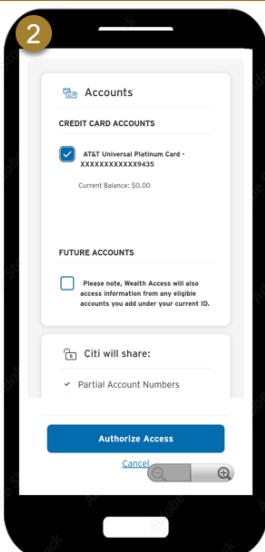 2
Accounts
CREDIT CARD ACCOUNTS
AT&T Universal Platinum Card -
XXXXXXXXXXXX9435
Current Balance: $0.00
FUTURE ACCOUNTS
Please note, Wealth Access will also
access information from any eligible
accounts you add under your current ID.
Citi will share:
Partial Account Numbers
Authorize Access
Cancel